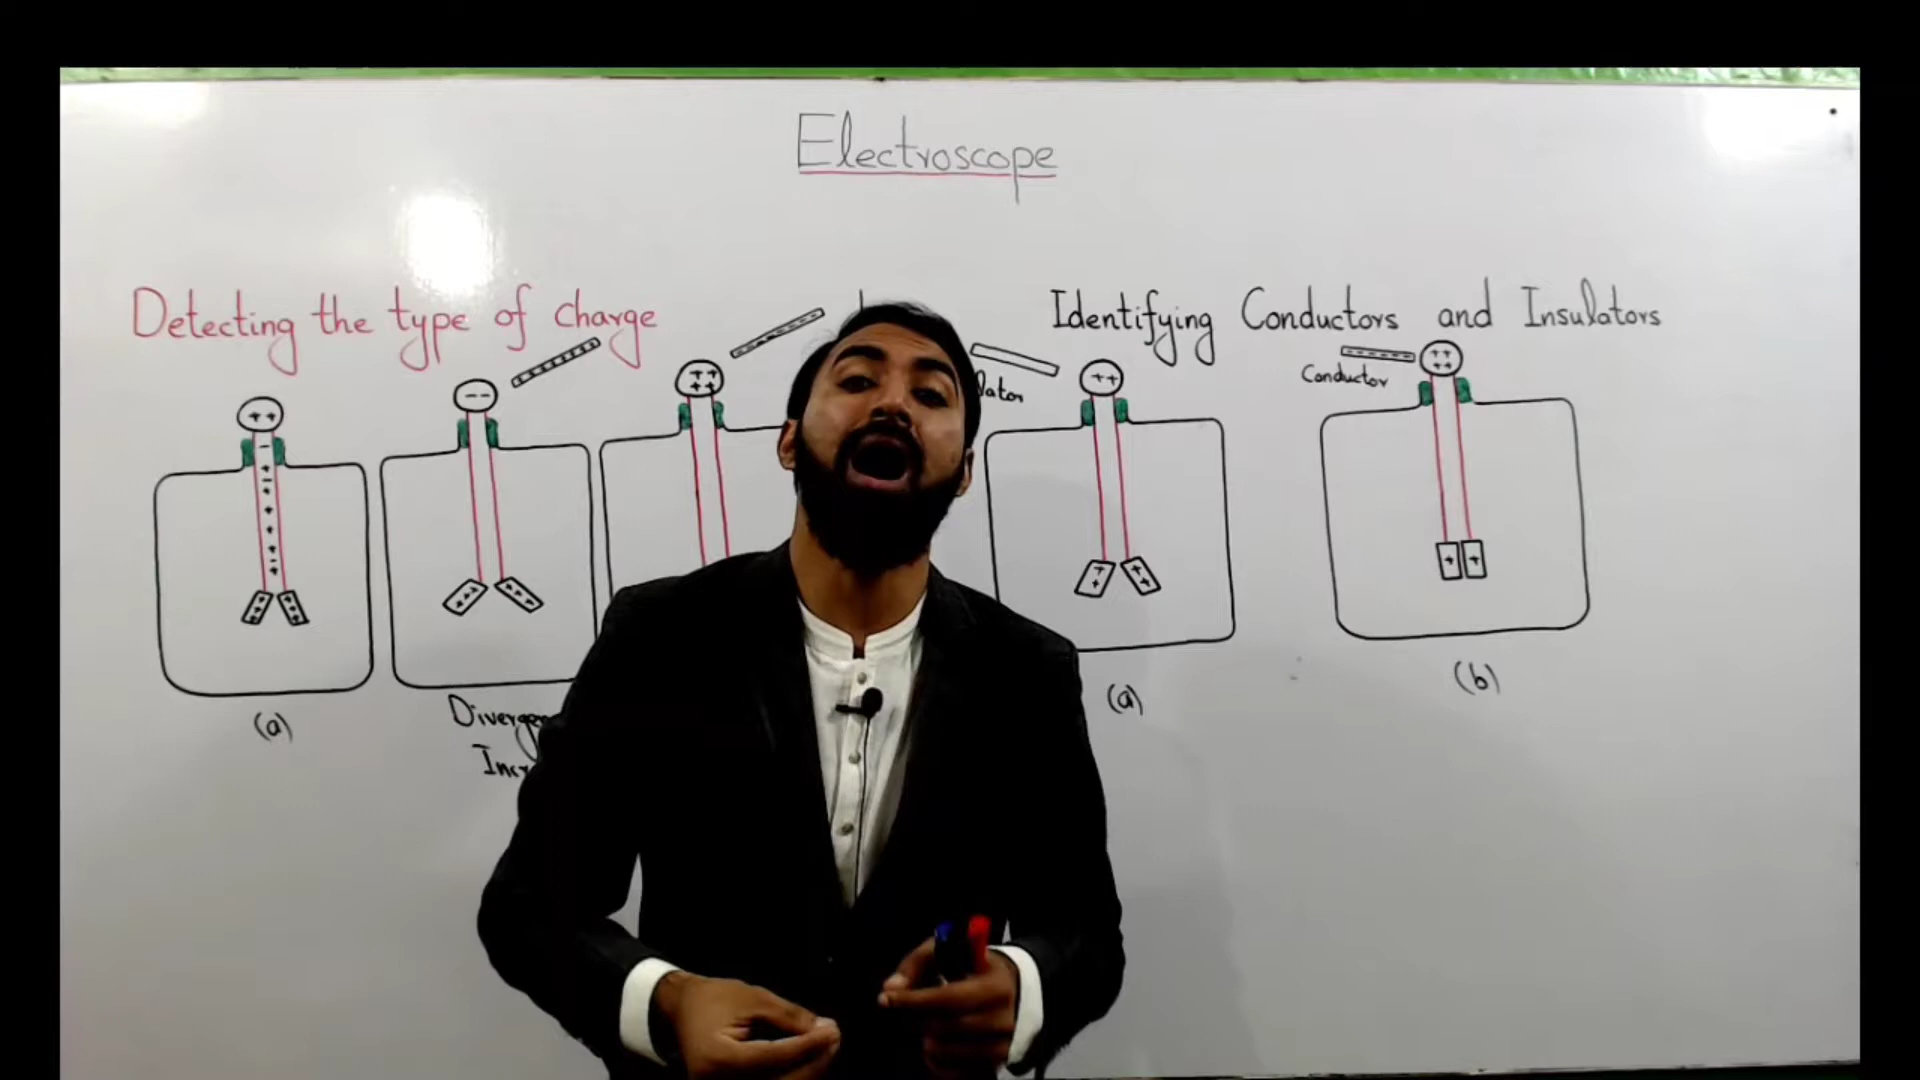 Electroscope
Detecting the type of charge
Identifying Conductors and Insulators
Conductor
(a)
(a)
(b)